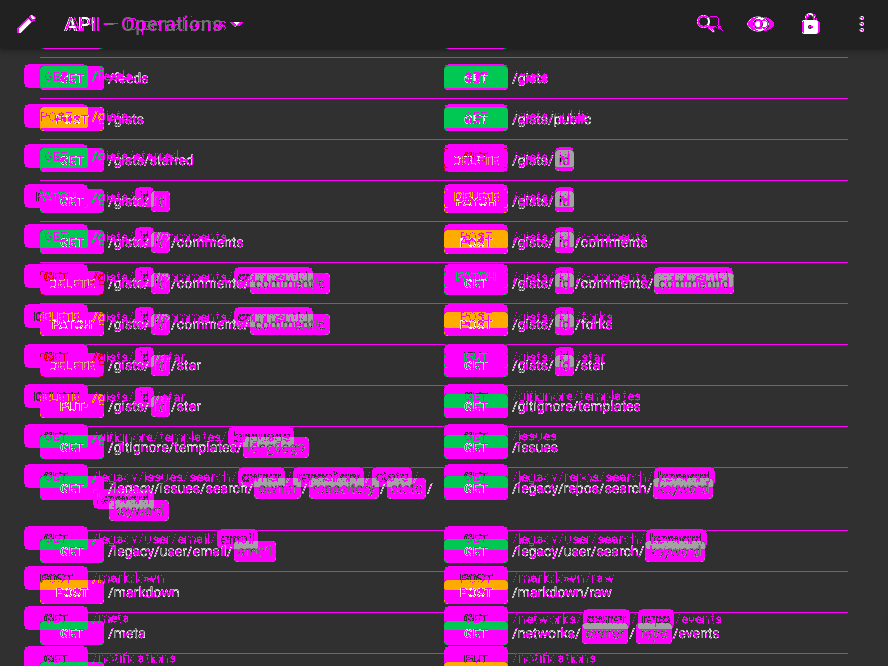 API — Operations
GET /feeds GET /gists
POST /gists GET /gists/public
GET /gists/starred DELETE /gists/ id
GET /gists/ id PATCH /gists/ id
GET /gists/ id /comments POST /gists/ id /comments
DELETE /gists/ id /comments/ commentId GET /gists/ id /comments/ commentId
PATCH /gists/ id /comments/ commentId POST /gists/ id /forks
DELETE /gists/ id /star GET /gists/ id /star
PUT /gists/ id /star GET /gitignore/templates
GET /gitignore/templates/ language GET /issues
GET /legacy/issues/search/ owner / repository / state / GET /legacy/repos/search/ keyword
keyword
GET /legacy/user/email/ email GET /legacy/user/search/ keyword
POST /markdown POST /markdown/raw
GET /meta GET /networks/ owner / repo /events
/notifications /notifications